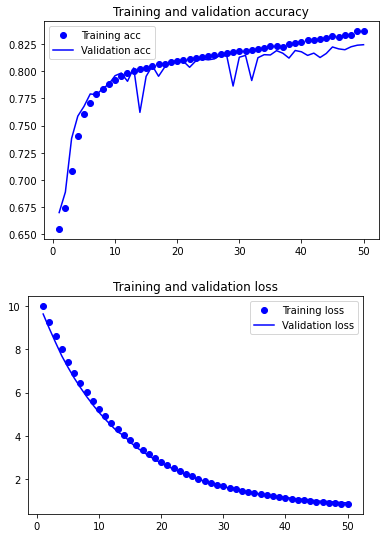 Training and validation accuracy
Training acc
Validation acc
0.825
0.800
0.775
0.750
0.725
0.700
0.675
0.650
0 10 20 30 40 50
Training and validation loss
Training loss
Validation loss
10
8
6
4
2
0 10 20 30 40 50